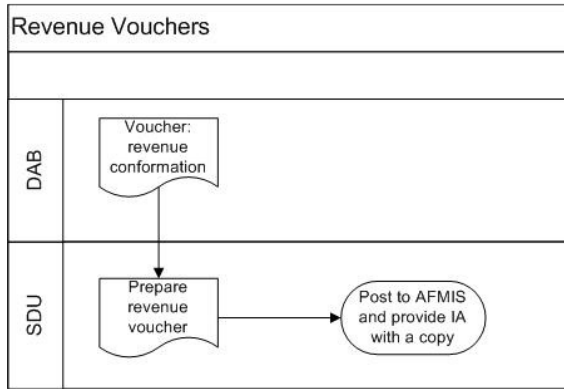 Revenue Vouchers
DAB
Voucher:
revenue
conformation
SDU
Prepare
revenue
voucher
Post to AFMIS
and provide IA
with a copy